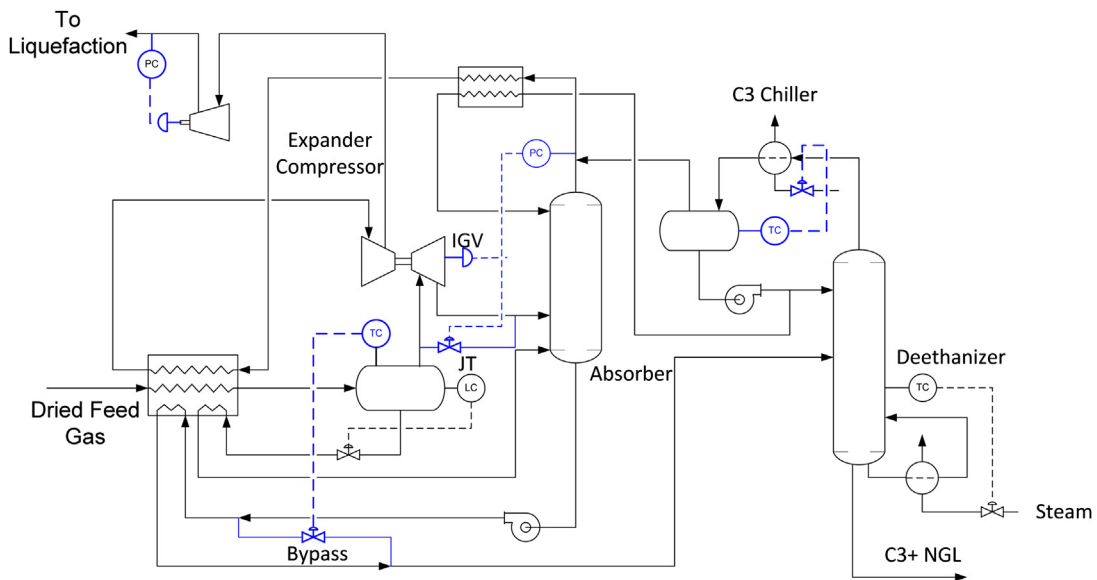 To
Liquefaction
PC
Expander
Compressor
PC
C3 Chiller
IGV
TC
TC
JT
LC
Absorber
Deethanizer
TC
Dried Feed
Gas
Bypass
Steam
C3+ NGL